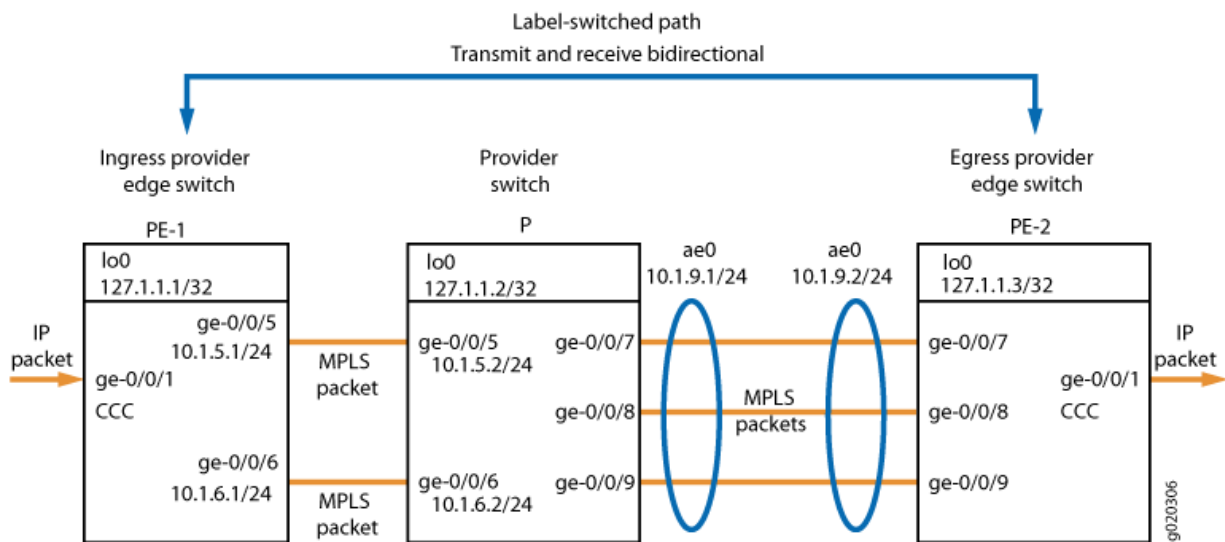 Label-switched path
Transmit and receive bidirectional
Ingress provider
edge switch
Provider
switch
Egress provider
edge switch
PE-1
P
PE-2
lo0
127.1.1.1/32
lo0
127.1.1.2/32
ae0
10.1.9.1/24
ae0
10.1.9.2/24
lo0
127.1.1.3/32
IP
packet
ge-0/0/1
CCC
ge-0/0/5
10.1.5.1/24
ge-0/0/6
10.1.6.1/24
MPLS
packet
MPLS
packet
ge-0/0/5
10.1.5.2/24
ge-0/0/6
10.1.6.2/24
ge-0/0/7
ge-0/0/8
ge-0/0/9
MPLS
packets
ge-0/0/7
ge-0/0/8
ge-0/0/9
ge-0/0/1
CCC
IP
packet
g020306